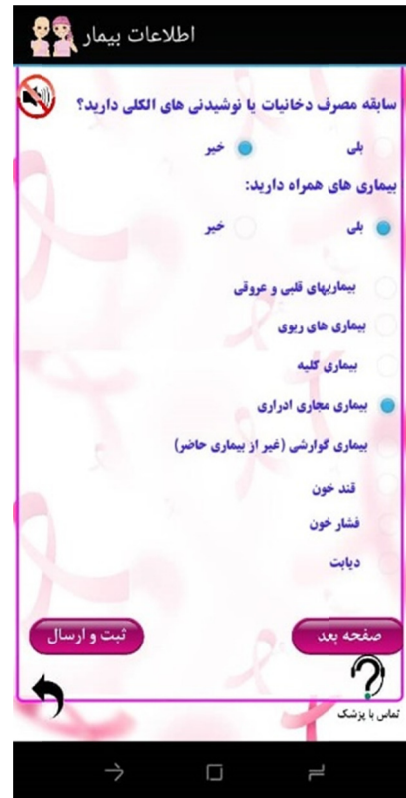 اطلاعات بیمار
سابقه مصرف دخانیات یا نوشیدنی های الکلی دارید؟
بلی خیر
بیماری های همراه دارید:
بلی خیر
بیماریهای قلبی و عروقی
بیماری های ریوی
بیماری کلیه
بیماری مجاری ادراری
بیماری گوارشی (غیر از بیماری حاضر)
قند خون
فشار خون
دیابت
صفحه بعد ثبت و ارسال
تماس با پزشک